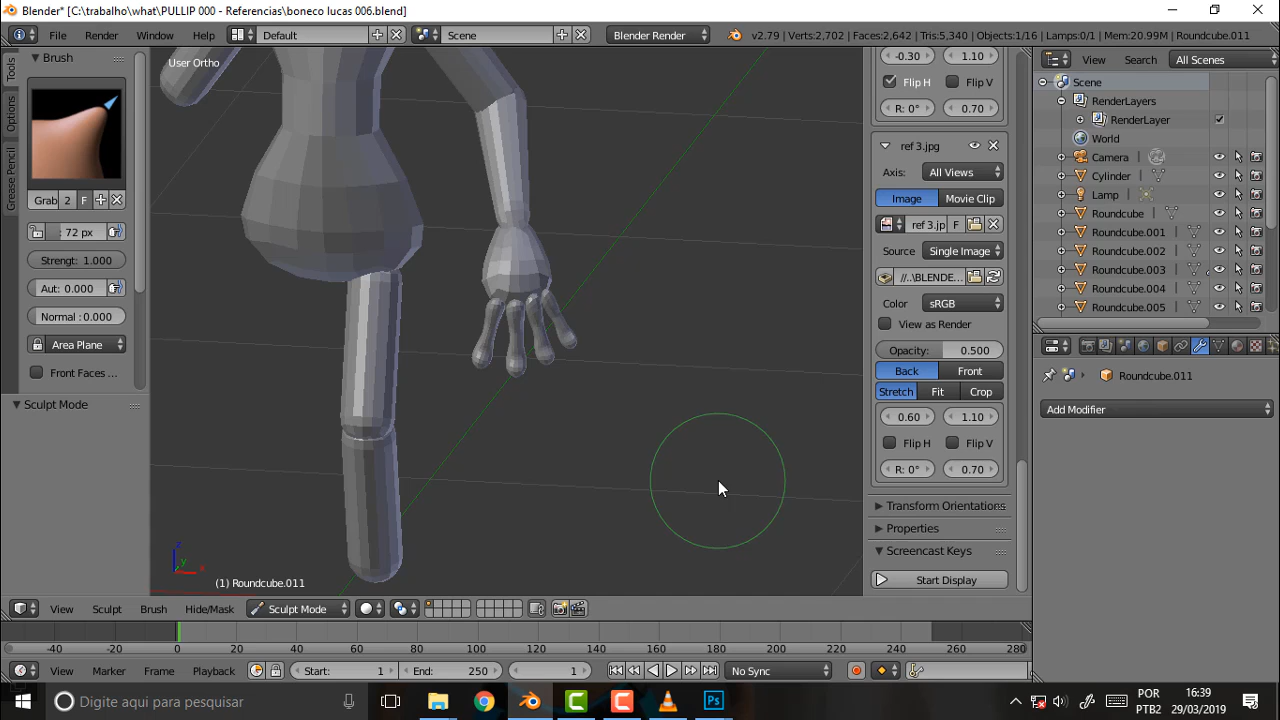 Blender* [C:\trabalho\what\PULLIP 000 - Referencias\boneco lucas 006.blend]
File Render Window Help Default Scene Blender Render v2.79 | Verts:2,702 | Faces:2,642 | Tris:5,340 | Objects:1/16 | Lamps:0/1 | Mem:20.99M | Roundcube.011
Tools
Options
Grease Pencil
Brush
Grab 2 F
72 px
Strengt: 1.000
Aut: 0.000
Normal: 0.000
Area Plane
Front Faces ...
Sculpt Mode
User Ortho
z
y
x
(1) Roundcube.011
-0.30 1.10
Flip H Flip V
R: 0° 0.70
ref 3.jpg
Axis: All Views
Image Movie Clip
ref 3.jp F
Source Single Image
//..\BLENDE...
Color sRGB
View as Render
Opacity: 0.500
Back Front
Stretch Fit Crop
0.60 1.10
Flip H Flip V
R: 0° 0.70
Transform Orientations
Properties
Screencast Keys
Start Display
View Search All Scenes
Scene
RenderLayers
RenderLayer
World
Camera
Cylinder
Lamp
Roundcube
Roundcube.001
Roundcube.002
Roundcube.003
Roundcube.004
Roundcube.005
Roundcube.011
Add Modifier
View Sculpt Brush Hide/Mask Sculpt Mode
-40 -20 0 20 40 60 80 100 120 140 160 180 200 220 240 260 280
View Marker Frame Playback Start: 1 End: 250 1 No Sync
Digite aqui para pesquisar
POR
PTB2
16:39
29/03/2019